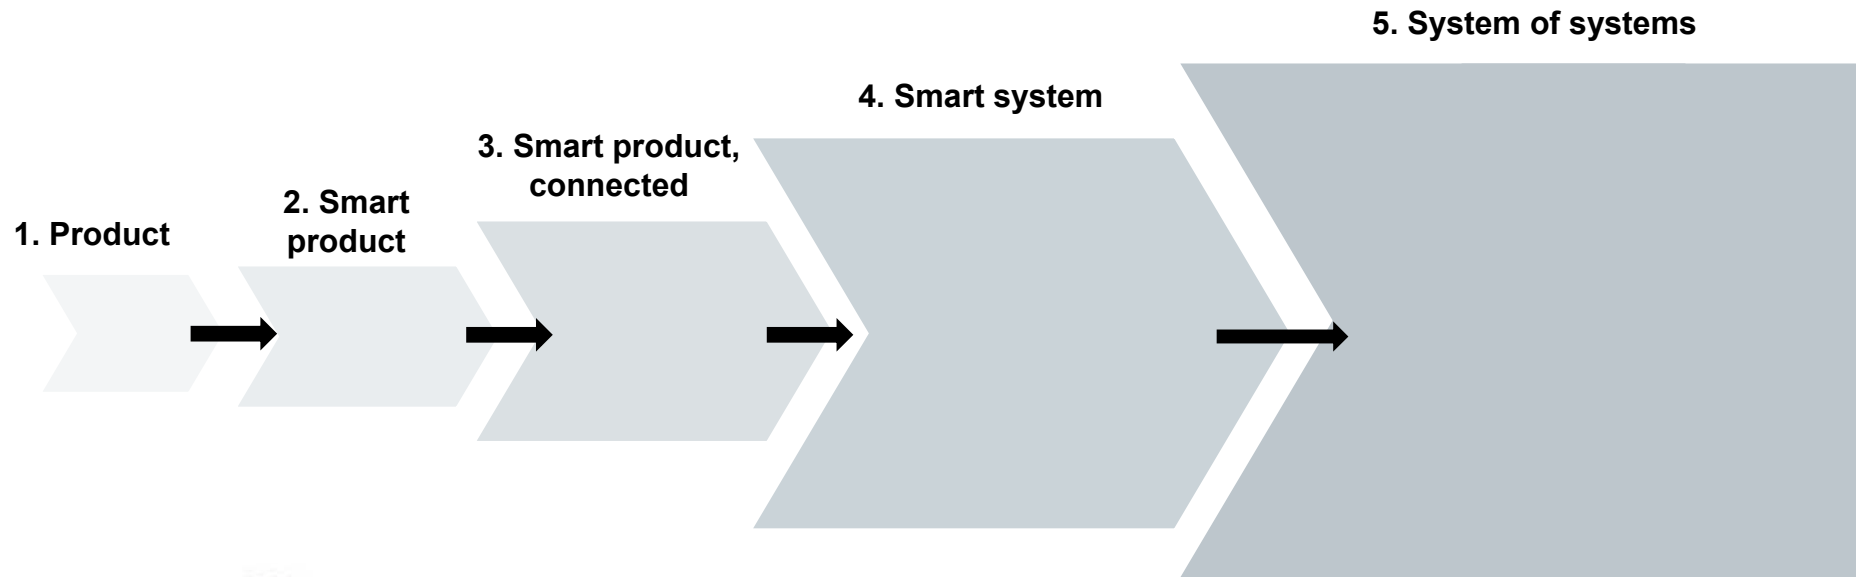 1. Product
2. Smart
product
3. Smart product,
connected
4. Smart system
5. System of systems